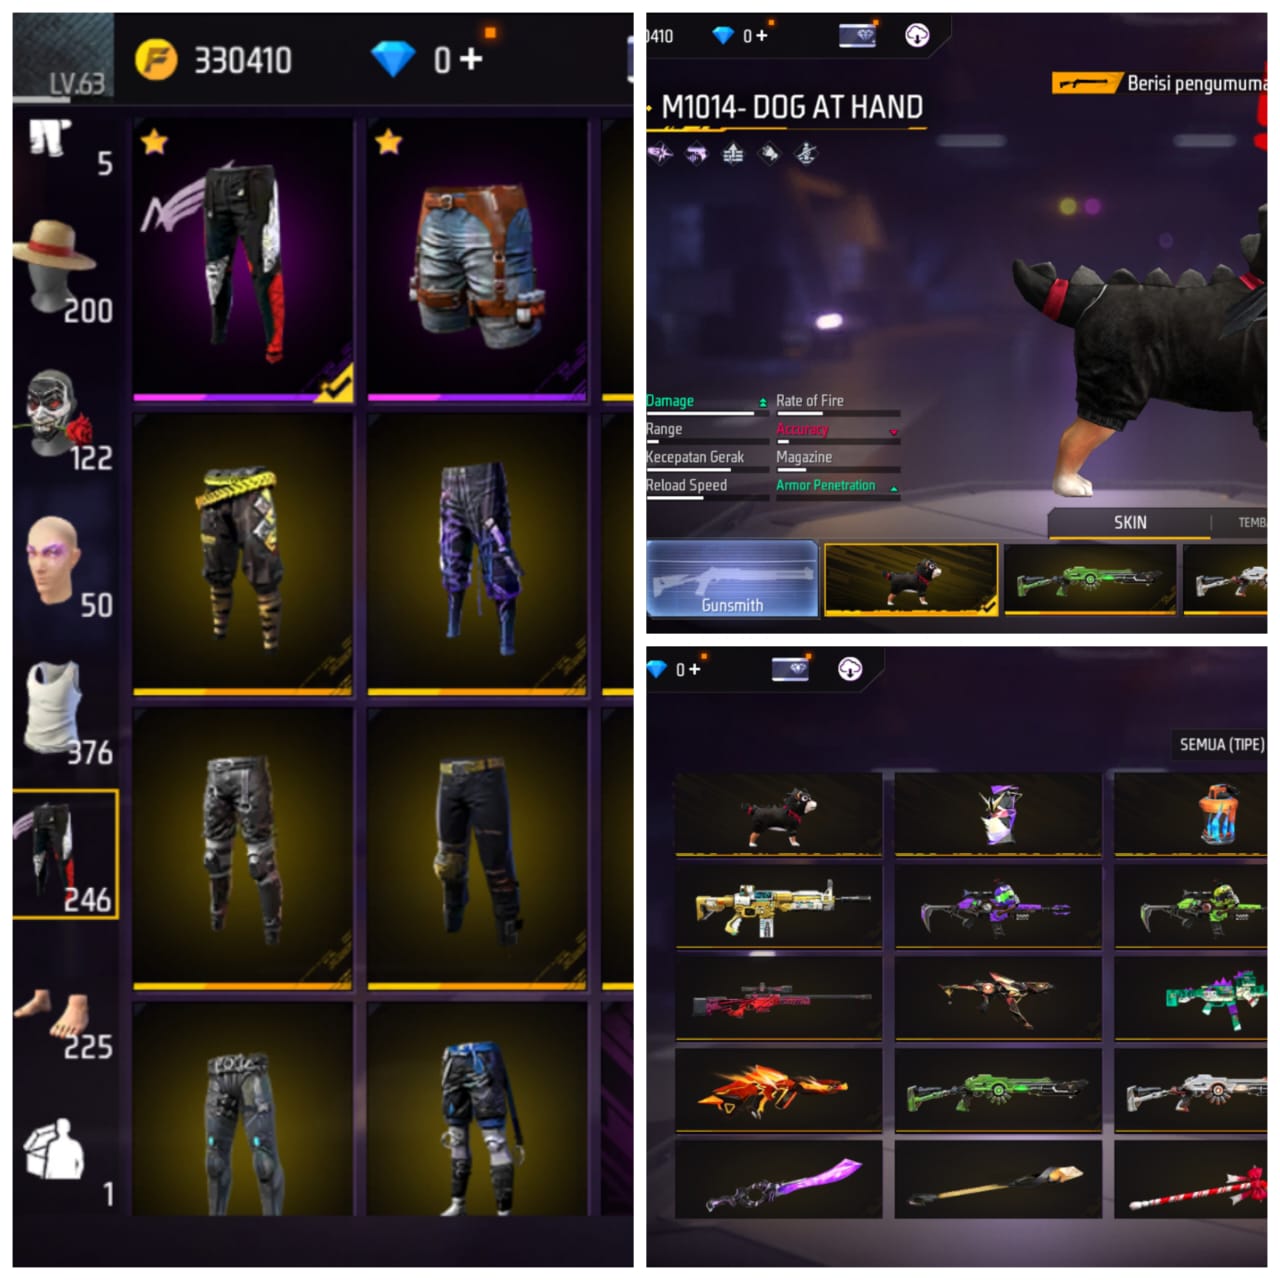 LV.63
330410
0 +
5
200
122
50
376
246
225
1
0410
0 +
Berisi pengumuma
M1014- DOG AT HAND
Damage
Rate of Fire
Range
Accuracy
Kecepatan Gerak
Magazine
Reload Speed
Armor Penetration
SKIN
TEMBA
Gunsmith
0 +
SEMUA (TIPE)